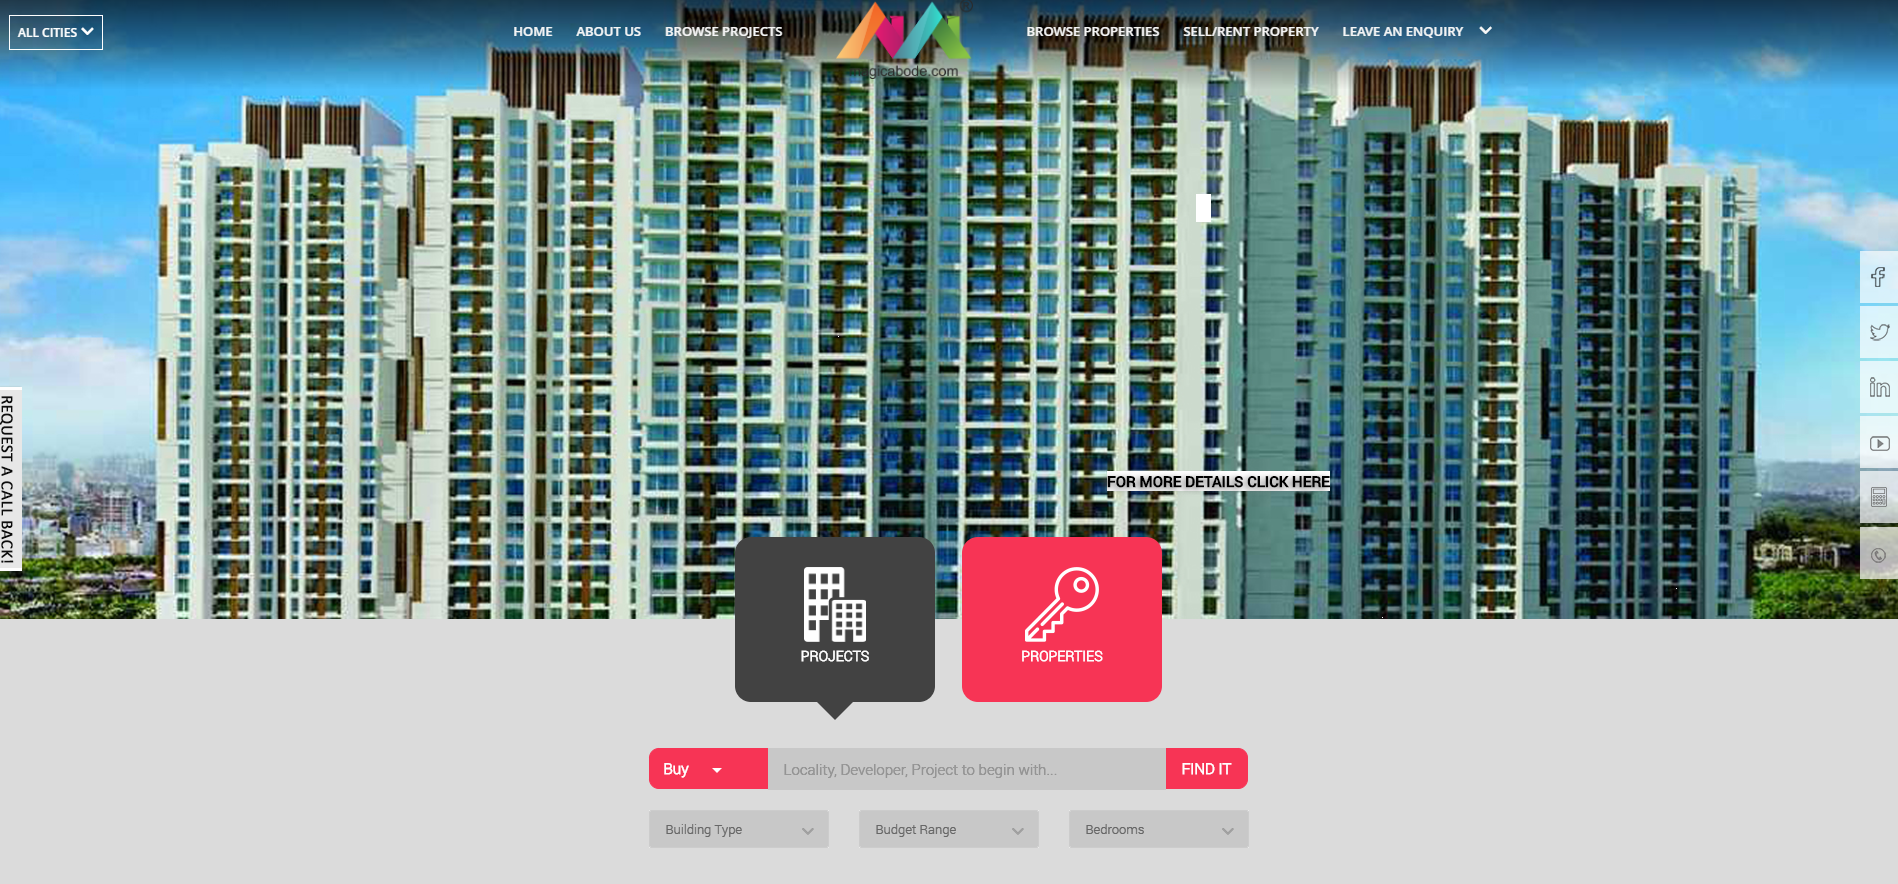 ALL CITIES
HOME
ABOUT US
BROWSE PROJECTS
BROWSE PROPERTIES
SELL/RENT PROPERTY
LEAVE AN ENQUIRY
gicabode.com
REQUEST A CALL BACK!
FOR MORE DETAILS CLICK HERE
PROJECTS
PROPERTIES
Buy
Locality, Developer, Project to begin with...
FIND IT
Building Type
Budget Range
Bedrooms